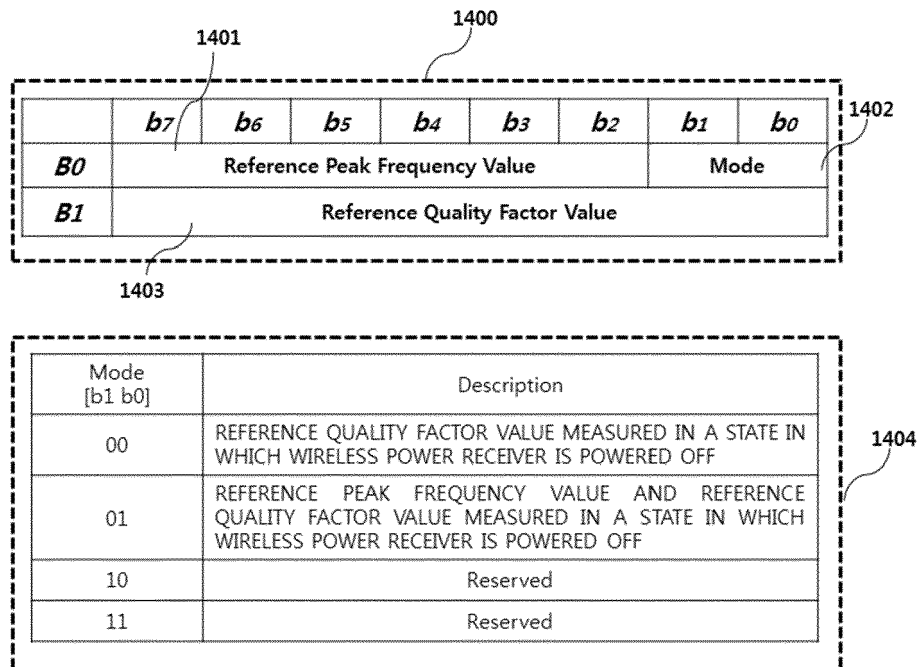 1400
1401
b7 b6 b5 b4 b3 b2 b1 b0
1402
B0 Reference Peak Frequency Value Mode
B1 Reference Quality Factor Value
1403
Mode
[b1 b0]
Description
00
REFERENCE QUALITY FACTOR VALUE MEASURED IN A STATE IN
WHICH WIRELESS POWER RECEIVER IS POWERED OFF
1404
01
REFERENCE PEAK FREQUENCY VALUE AND REFERENCE
QUALITY FACTOR VALUE MEASURED IN A STATE IN WHICH
WIRELESS POWER RECEIVER IS POWERED OFF
10 Reserved
11 Reserved